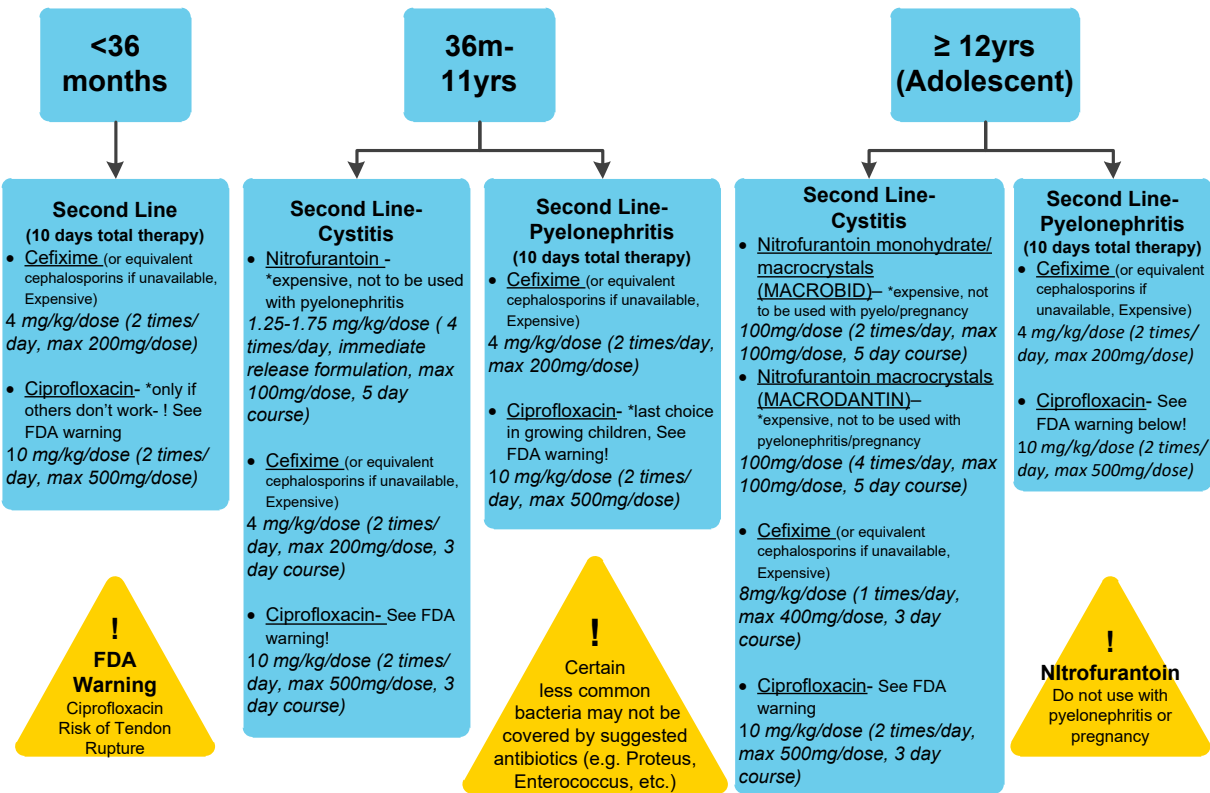 <36
months
36m-
11yrs
≥ 12yrs
(Adolescent)
Second Line
(10 days total therapy)
• Cefixime (or equivalent
cephalosporins if unavailable,
Expensive)
4 mg/kg/dose (2 times/
day, max 200mg/dose)
• Ciprofloxacin- *only if
others don't work- ! See
FDA warning
10 mg/kg/dose (2 times/
day, max 500mg/dose)
Second Line-
Cystitis
• Nitrofurantoin -
*expensive, not to be used
with pyelonephritis
1.25-1.75 mg/kg/dose ( 4
times/day, immediate
release formulation, max
100mg/dose, 5 day
course)
• Cefixime (or equivalent
cephalosporins if unavailable,
Expensive)
4 mg/kg/dose (2 times/
day, max 200mg/dose, 3
day course)
• Ciprofloxacin- See FDA
warning!
10 mg/kg/dose (2 times/
day, max 500mg/dose, 3
day course)
Second Line-
Pyelonephritis
(10 days total therapy)
• Cefixime (or equivalent
cephalosporins if unavailable,
Expensive)
4 mg/kg/dose (2 times/day,
max 200mg/dose)
• Ciprofloxacin- *last choice
in growing children, See
FDA warning!
10 mg/kg/dose (2 times/
day, max 500mg/dose)
Second Line-
Cystitis
• Nitrofurantoin monohydrate/
macrocrystals
(MACROBID)– *expensive, not
to be used with pyelo/pregnancy
100mg/dose (2 times/day, max
100mg/dose, 5 day course)
• Nitrofurantoin macrocrystals
(MACRODANTIN)–
*expensive, not to be used with
pyelonephritis/pregnancy
100mg/dose (4 times/day, max
100mg/dose, 5 day course)
• Cefixime (or equivalent
cephalosporins if unavailable,
Expensive)
8mg/kg/dose (1 times/day,
max 400mg/dose, 3 day
course)
• Ciprofloxacin- See FDA
warning
10 mg/kg/dose (2 times/day,
max 500mg/dose, 3 day
course)
Second Line-
Pyelonephritis
(10 days total therapy)
• Cefixime (or equivalent
cephalosporins if
unavailable, Expensive)
4 mg/kg/dose (2 times/
day, max 200mg/dose)
• Ciprofloxacin- See
FDA warning below!
10 mg/kg/dose (2 times/
day, max 500mg/dose)
!
FDA
Warning
Ciprofloxacin
Risk of Tendon
Rupture
!
Certain
less common
bacteria may not be
covered by suggested
antibiotics (e.g. Proteus,
Enterococcus, etc.)
!
NItrofurantoin
Do not use with
pyelonephritis or
pregnancy